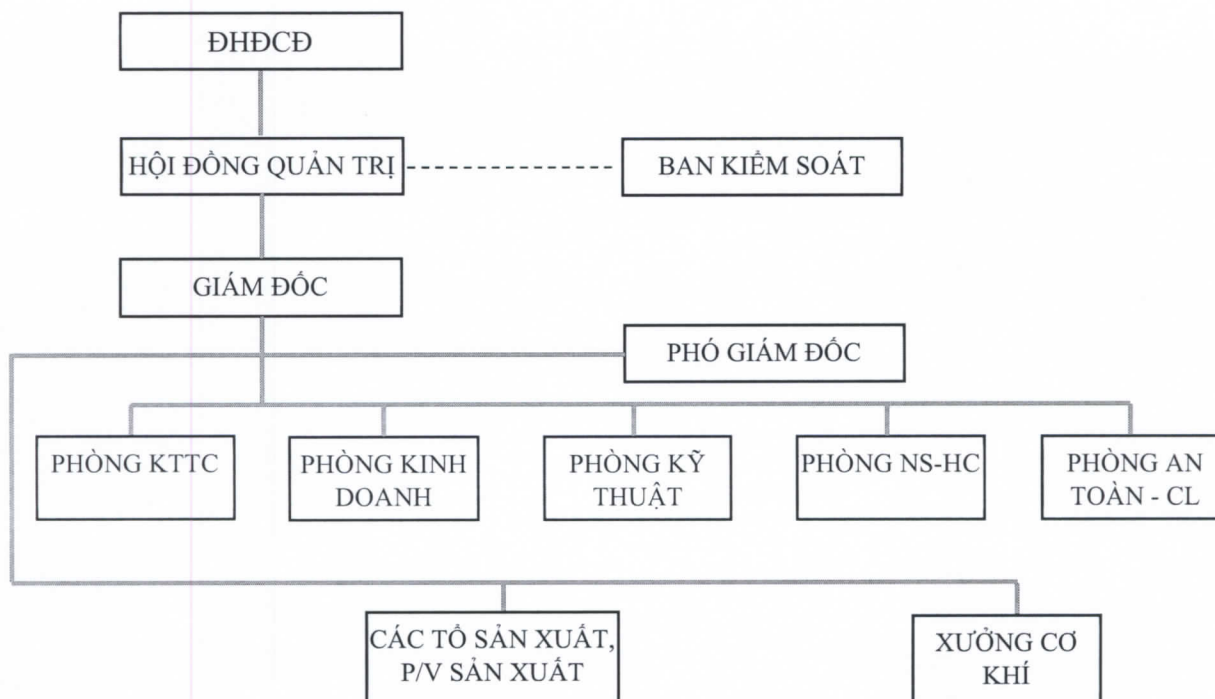 ĐHĐCĐ
HỘI ĐỒNG QUẢN TRỊ
BAN KIỂM SOÁT
GIÁM ĐỐC
PHÓ GIÁM ĐỐC
PHÒNG KTTC
PHÒNG KINH
DOANH
PHÒNG KỸ
THUẬT
PHÒNG NS-HC
PHÒNG AN
TOÀN - CL
CÁC TỔ SẢN XUẤT,
P/V SẢN XUẤT
XƯỞNG CƠ
KHÍ